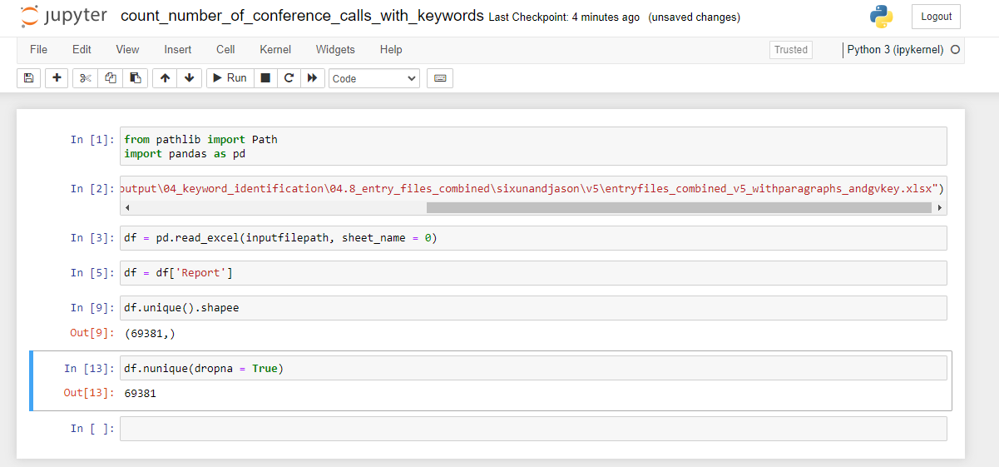 jupyter count_number_of_conference_calls_with_keywords Last Checkpoint: 4 minutes ago (unsaved changes) Logout
File Edit View Insert Cell Kernel Widgets Help Trusted Python 3 (ipykernel)
Run Code
In [1]: from pathlib import Path
import pandas as pd
In [2]: output\04_keyword_identification\04.8_entry_files_combined\sixunandjason\v5\entryfiles_combined_v5_withparagraphs_andgvkey.xlsx")
In [3]: df = pd.read_excel(inputfilepath, sheet_name = 0)
In [5]: df = df['Report']
In [9]: df.unique().shapee
Out[9]: (69381,)
In [13]: df.nunique(dropna = True)
Out[13]: 69381
In [ ]: